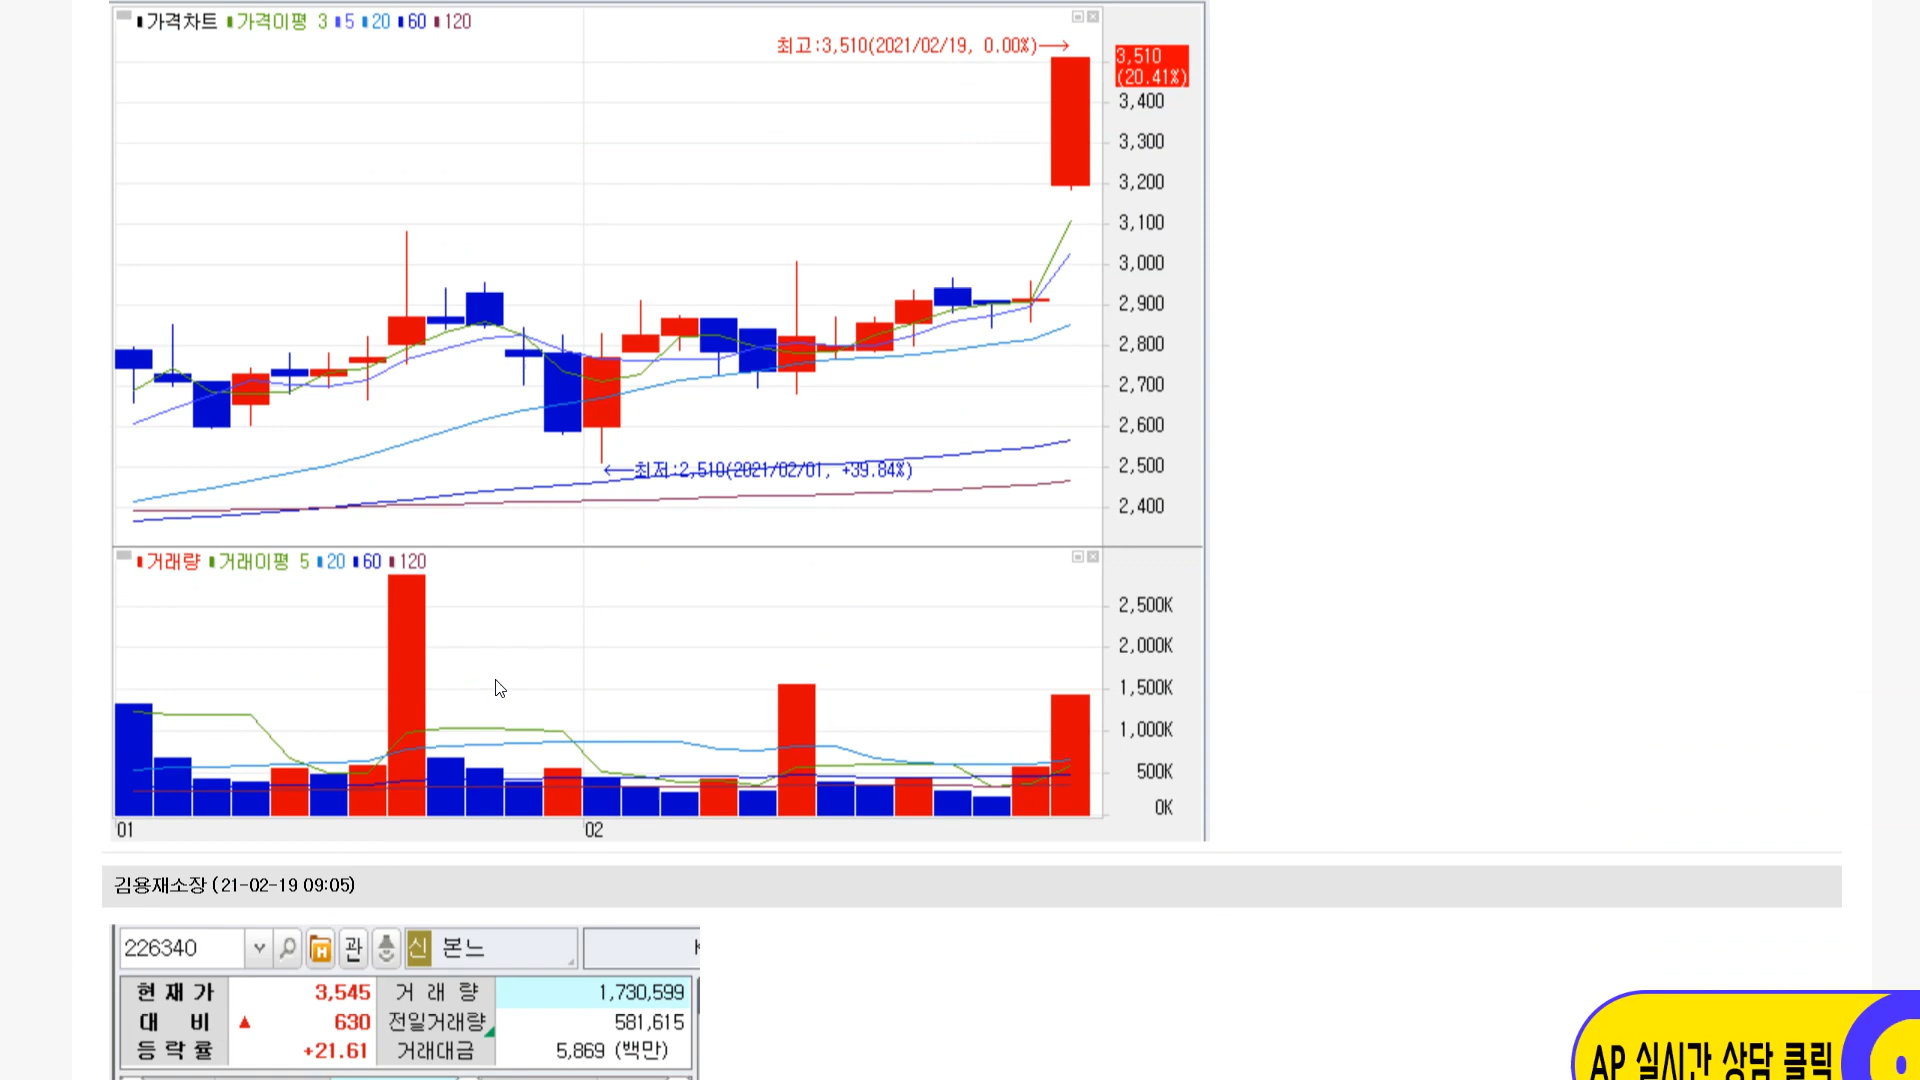 가격차트 가격이평 3 5 20 60 120
최고:3,510(2021/02/19, 0.00%)
3,510
(20.41%)
3,400
3,300
3,200
3,100
3,000
2,900
2,800
2,700
2,600
최저:2,510(2021/02/01, +39.84%)
2,500
2,400
거래량 거래이평 5 20 60 120
2,500K
2,000K
1,500K
1,000K
500K
0K
01 02
김용재소장 (21-02-19 09:05)
226340 관 신 본느
현재가 3,545 거래량 1,730,599
대비 ▲ 630 전일거래량 581,615
등락률 +21.61 거래대금 5,869 (백만)
AP 실시간 상담 클릭